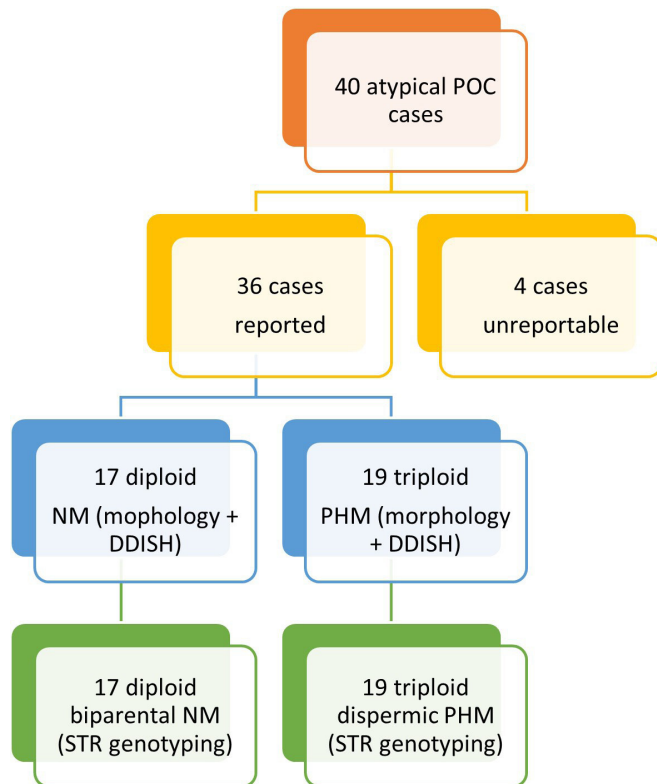 40 atypical POC
cases
36 cases
reported
4 cases
unreportable
17 diploid
NM (mophology +
DDISH)
19 triploid
PHM (morphology
+ DDISH)
17 diploid
biparental NM
(STR genotyping)
19 triploid
dispermic PHM
(STR genotyping)